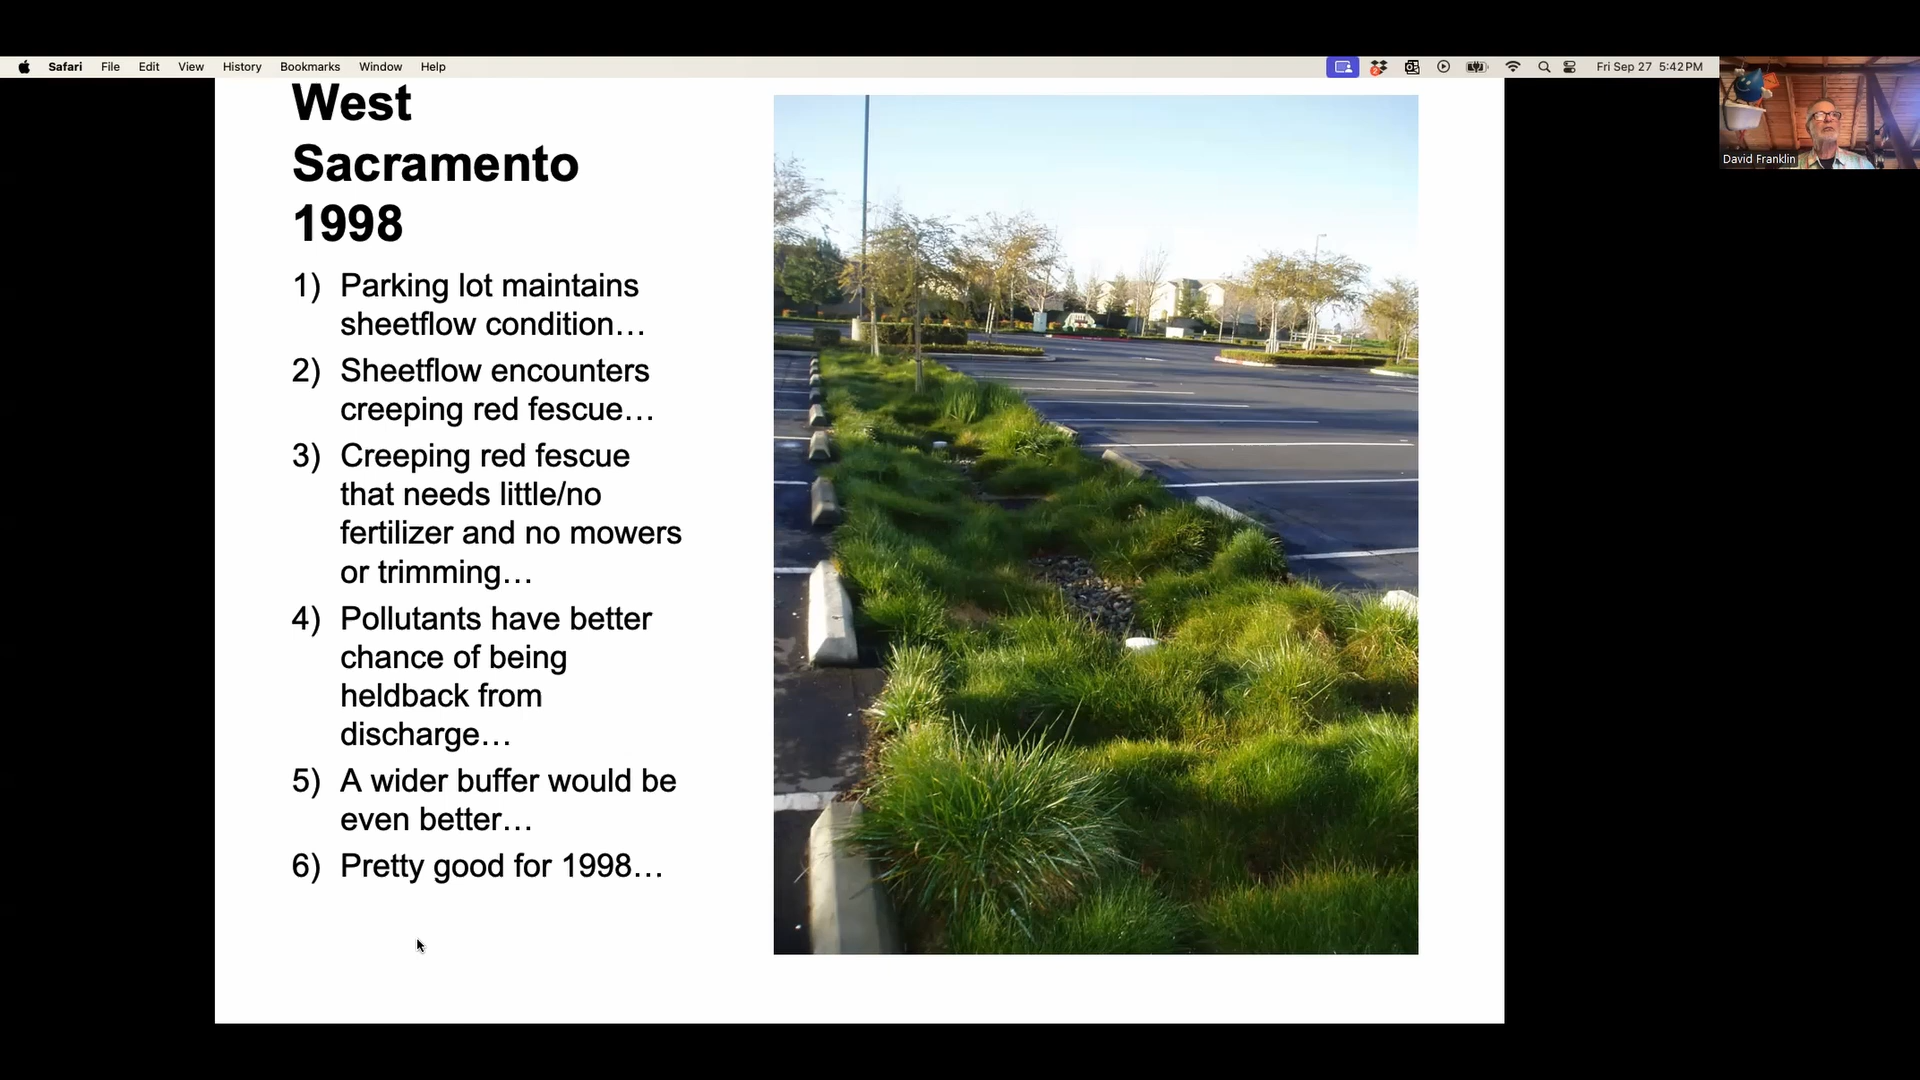 Safari File Edit View History Bookmarks Window Help Fri Sep 27 5:42 PM
West
Sacramento
1998
1) Parking lot maintains
sheetflow condition…
2) Sheetflow encounters
creeping red fescue…
3) Creeping red fescue
that needs little/no
fertilizer and no mowers
or trimming…
4) Pollutants have better
chance of being
heldback from
discharge…
5) A wider buffer would be
even better…
6) Pretty good for 1998…
David Franklin